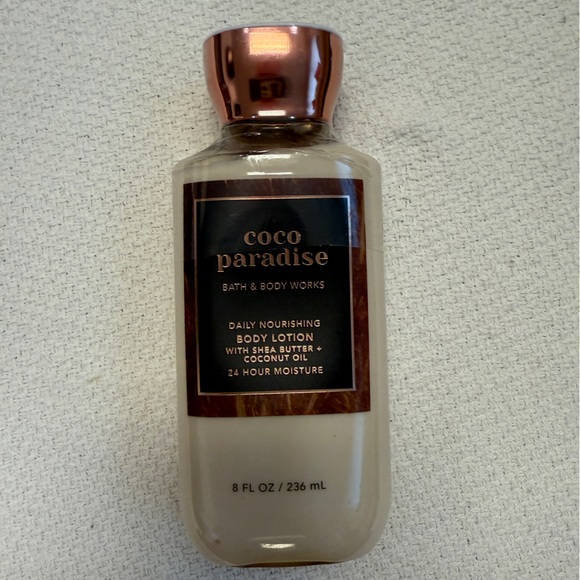 coco
paradise
BATH & BODY WORKS
DAILY NOURISHING
BODY LOTION
WITH SHEA BUTTER +
COCONUT OIL
24 HOUR MOISTURE
8 FL OZ / 236 mL